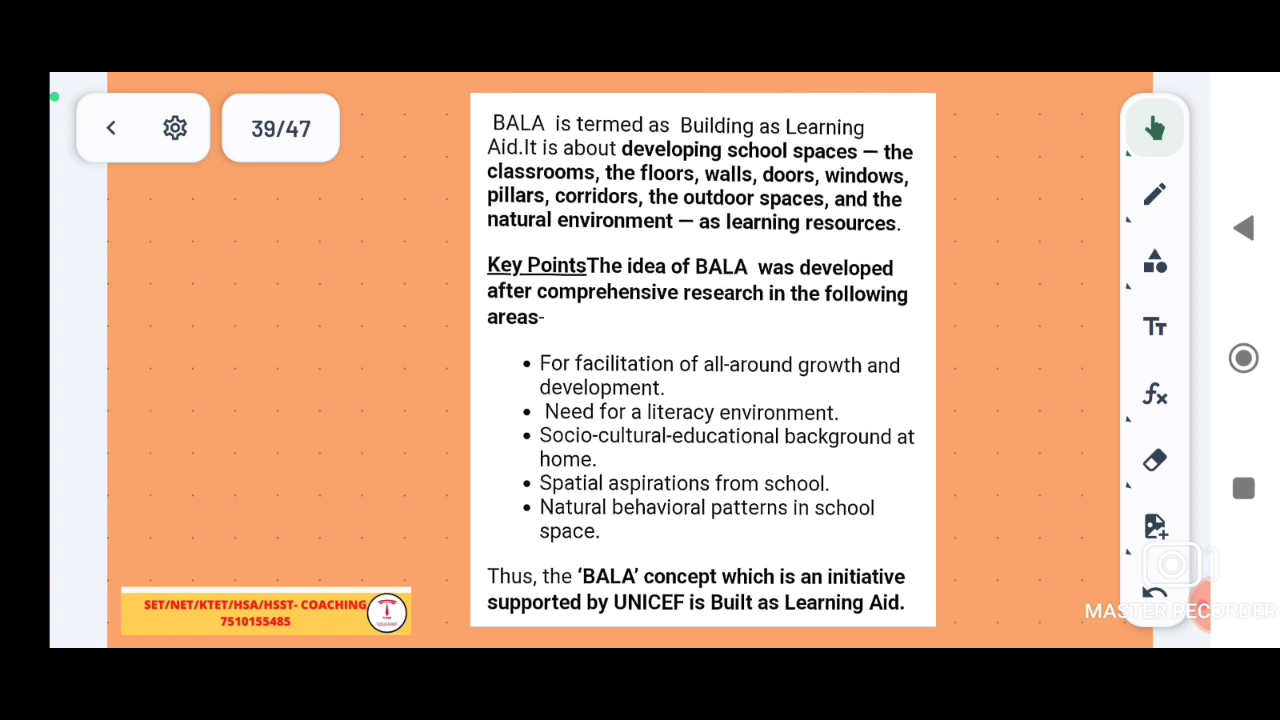 39/47
BALA is termed as Building as Learning
Aid.It is about developing school spaces — the
classrooms, the floors, walls, doors, windows,
pillars, corridors, the outdoor spaces, and the
natural environment — as learning resources.
Key PointsThe idea of BALA was developed
after comprehensive research in the following
areas-
• For facilitation of all-around growth and
development.
• Need for a literacy environment.
• Socio-cultural-educational background at
home.
• Spatial aspirations from school.
• Natural behavioral patterns in school
space.
Thus, the ‘BALA’ concept which is an initiative
supported by UNICEF is Built as Learning Aid.
SET/NET/KTET/HSA/HSST- COACHING
7510155485
Tт
fx
MASTER RECORDER